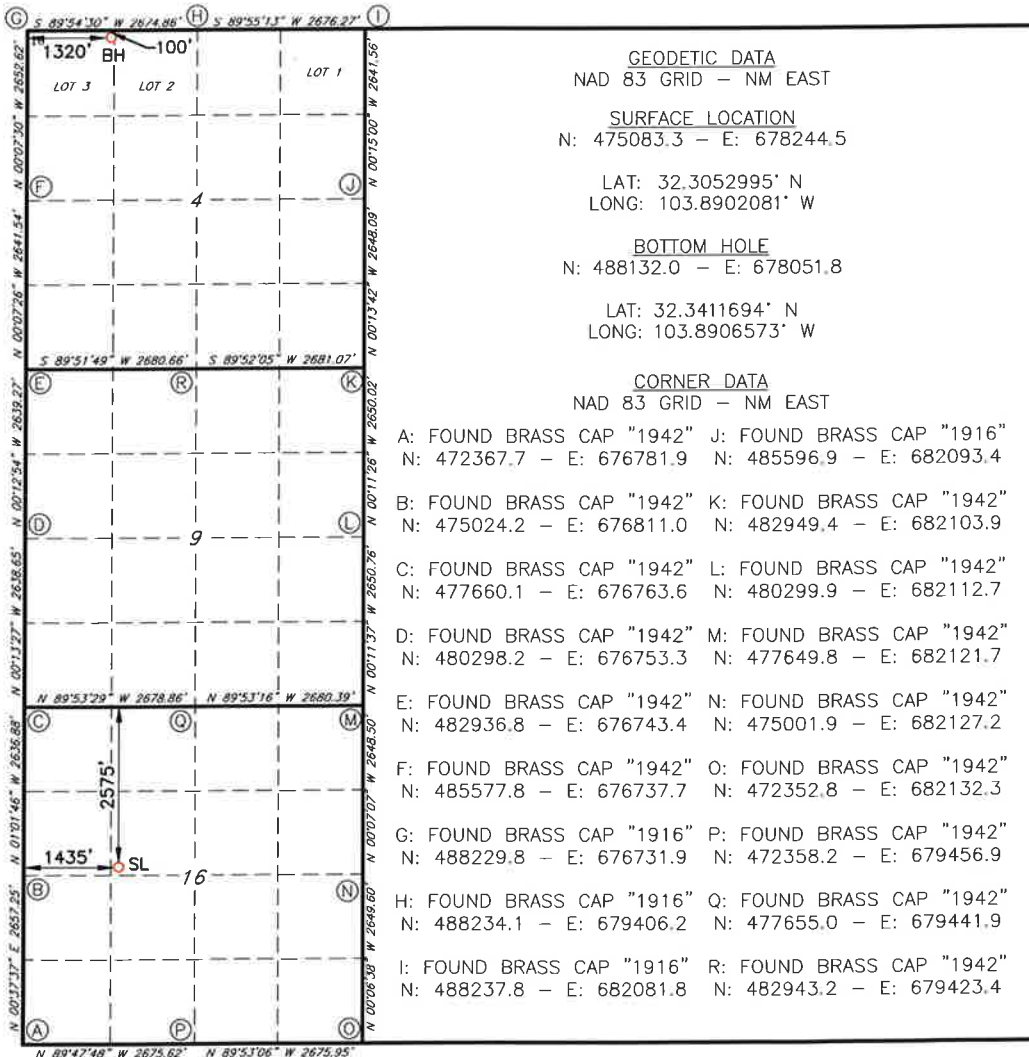 G S 89°54'30" W 2674.86' H S 89°55'13" W 2676.27' I
1320'
BH
100'
LOT 3
LOT 2
LOT 1
N 00°07'30" W 2652.62'
N 00°15'00" W 2641.56'
F
4
J
N 00°07'26" W 2641.54'
N 00°13'42" W 2648.09'
S 89°51'49" W 2680.66' S 89°52'05" W 2681.07'
E
R
K
N 00°12'54" W 2639.27'
N 00°11'26" W 2650.02'
D
9
L
N 00°13'27" W 2638.65'
N 00°11'37" W 2650.76'
N 89°53'29" W 2678.86' N 89°53'16" W 2680.39'
C
Q
M
N 01°01'46" W 2636.88'
N 00°07'07" W 2648.50'
2575'
1435'
SL
B
16
N
N 00°37'37" E 2657.25'
N 00°06'38" W 2649.60'
A
P
O
N 89°47'48" W 2675.62' N 89°53'06" W 2675.95'
GEODETIC DATA
NAD 83 GRID – NM EAST
SURFACE LOCATION
N: 475083.3 – E: 678244.5
LAT: 32.3052995° N
LONG: 103.8902081° W
BOTTOM HOLE
N: 488132.0 – E: 678051.8
LAT: 32.3411694° N
LONG: 103.8906573° W
CORNER DATA
NAD 83 GRID – NM EAST
A: FOUND BRASS CAP "1942"
N: 472367.7 – E: 676781.9
B: FOUND BRASS CAP "1942"
N: 475024.2 – E: 676811.0
C: FOUND BRASS CAP "1942"
N: 477660.1 – E: 676763.6
D: FOUND BRASS CAP "1942"
N: 480298.2 – E: 676753.3
E: FOUND BRASS CAP "1942"
N: 482936.8 – E: 676743.4
F: FOUND BRASS CAP "1942"
N: 485577.8 – E: 676737.7
G: FOUND BRASS CAP "1916"
N: 488229.8 – E: 676731.9
H: FOUND BRASS CAP "1916"
N: 488234.1 – E: 679406.2
I: FOUND BRASS CAP "1916"
N: 488237.8 – E: 682081.8
J: FOUND BRASS CAP "1916"
N: 485596.9 – E: 682093.4
K: FOUND BRASS CAP "1942"
N: 482949.4 – E: 682103.9
L: FOUND BRASS CAP "1942"
N: 480299.9 – E: 682112.7
M: FOUND BRASS CAP "1942"
N: 477649.8 – E: 682121.7
N: FOUND BRASS CAP "1942"
N: 475001.9 – E: 682127.2
O: FOUND BRASS CAP "1942"
N: 472352.8 – E: 682132.3
P: FOUND BRASS CAP "1942"
N: 472358.2 – E: 679456.9
Q: FOUND BRASS CAP "1942"
N: 477655.0 – E: 679441.9
R: FOUND BRASS CAP "1942"
N: 482943.2 – E: 679423.4